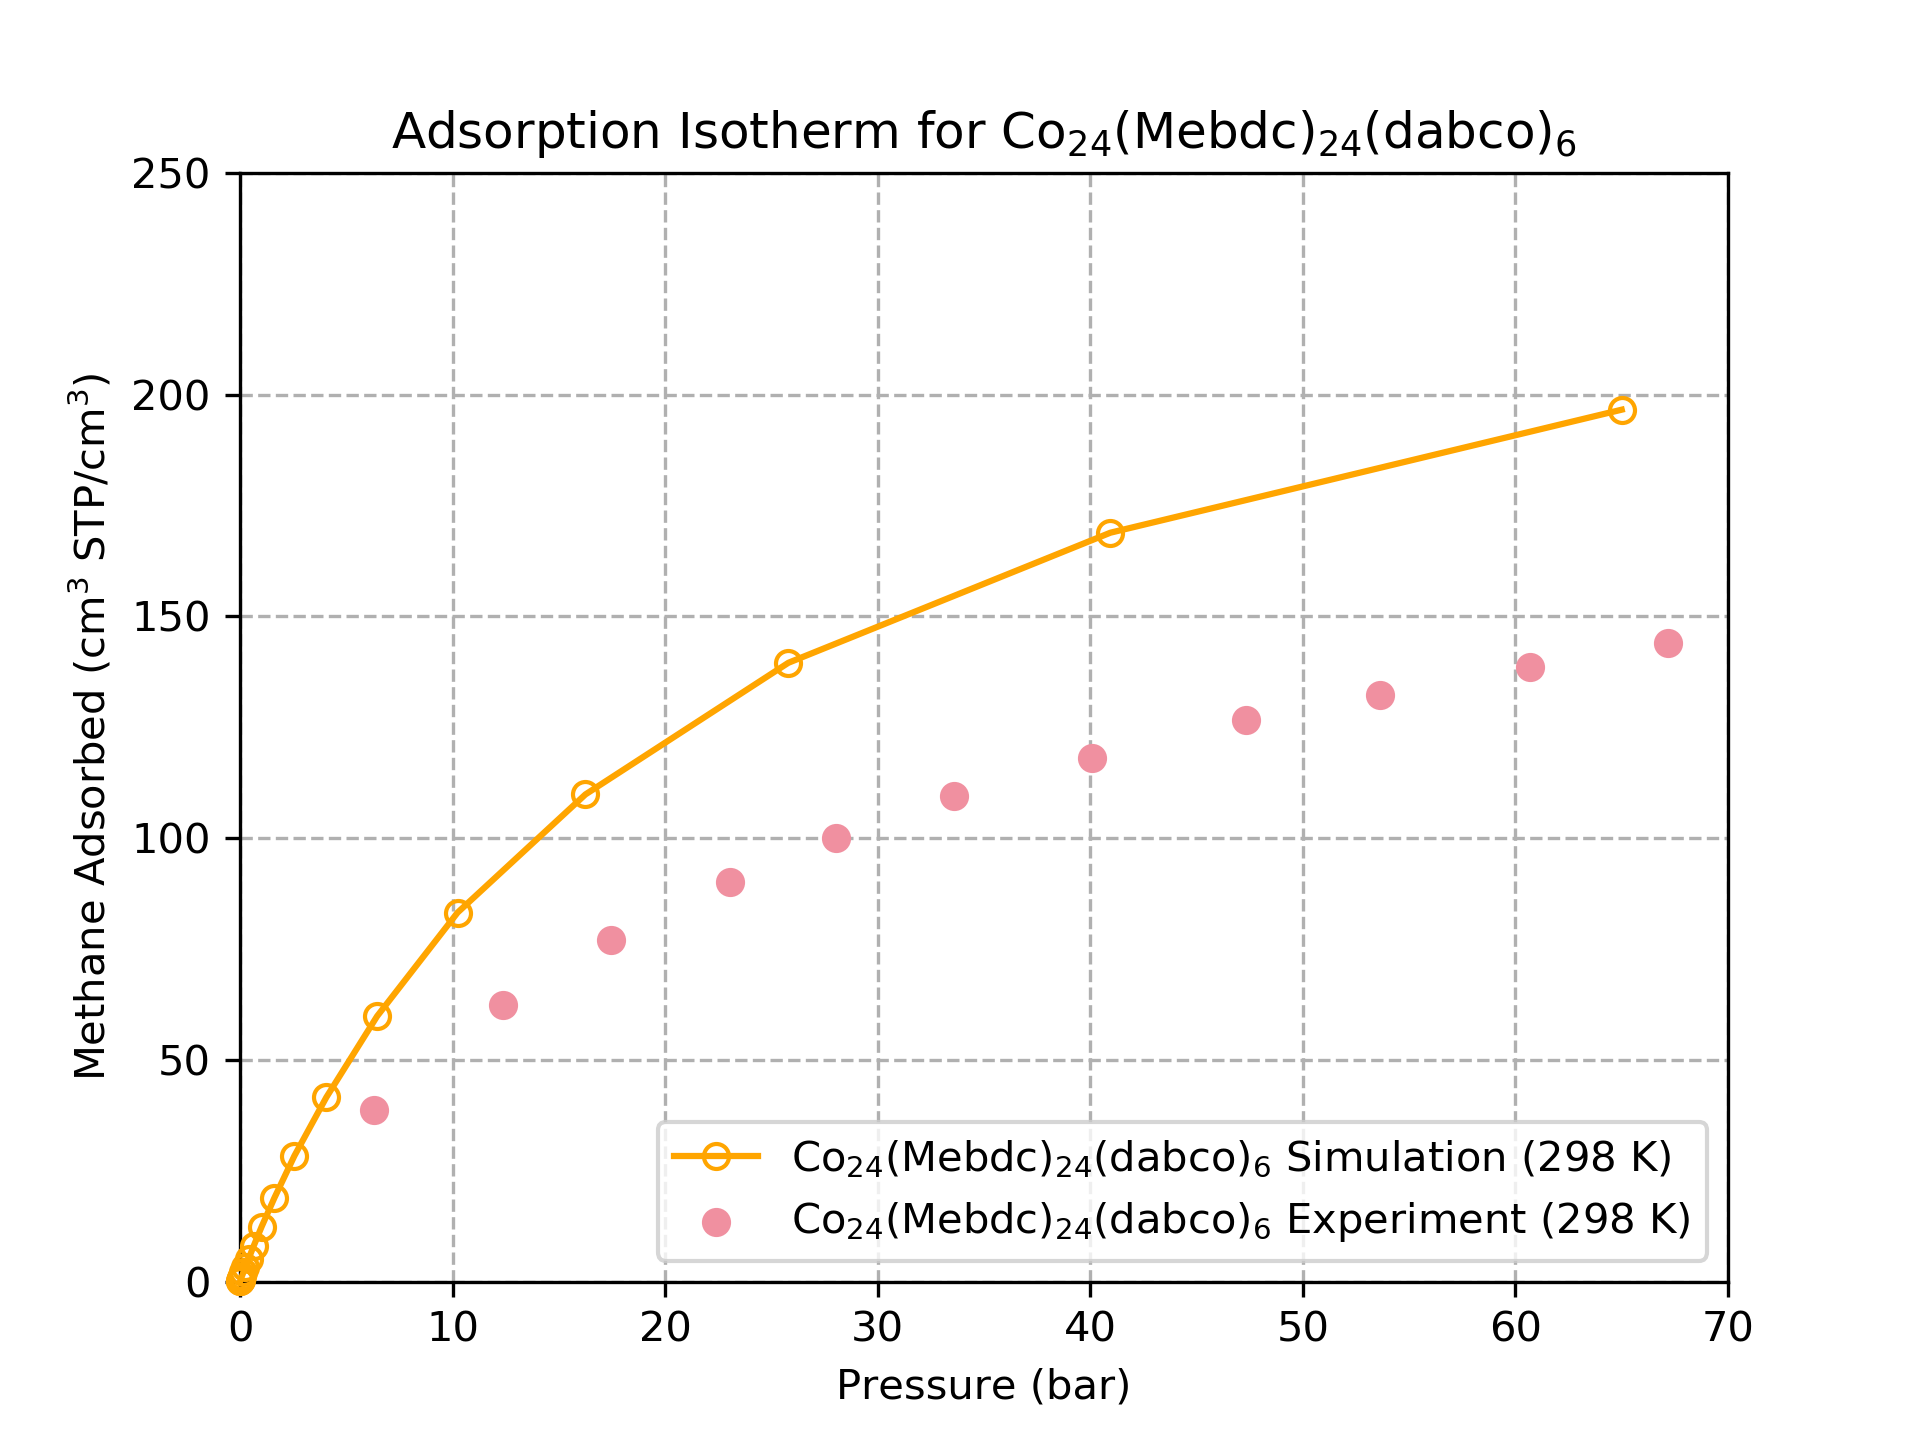 Adsorption Isotherm for Co₂₄(Mebdc)₂₄(dabco)₆
Methane Adsorbed (cm³ STP/cm³)
250
200
150
100
50
0
0 10 20 30 40 50 60 70
Pressure (bar)
Co₂₄(Mebdc)₂₄(dabco)₆ Simulation (298 K)
Co₂₄(Mebdc)₂₄(dabco)₆ Experiment (298 K)